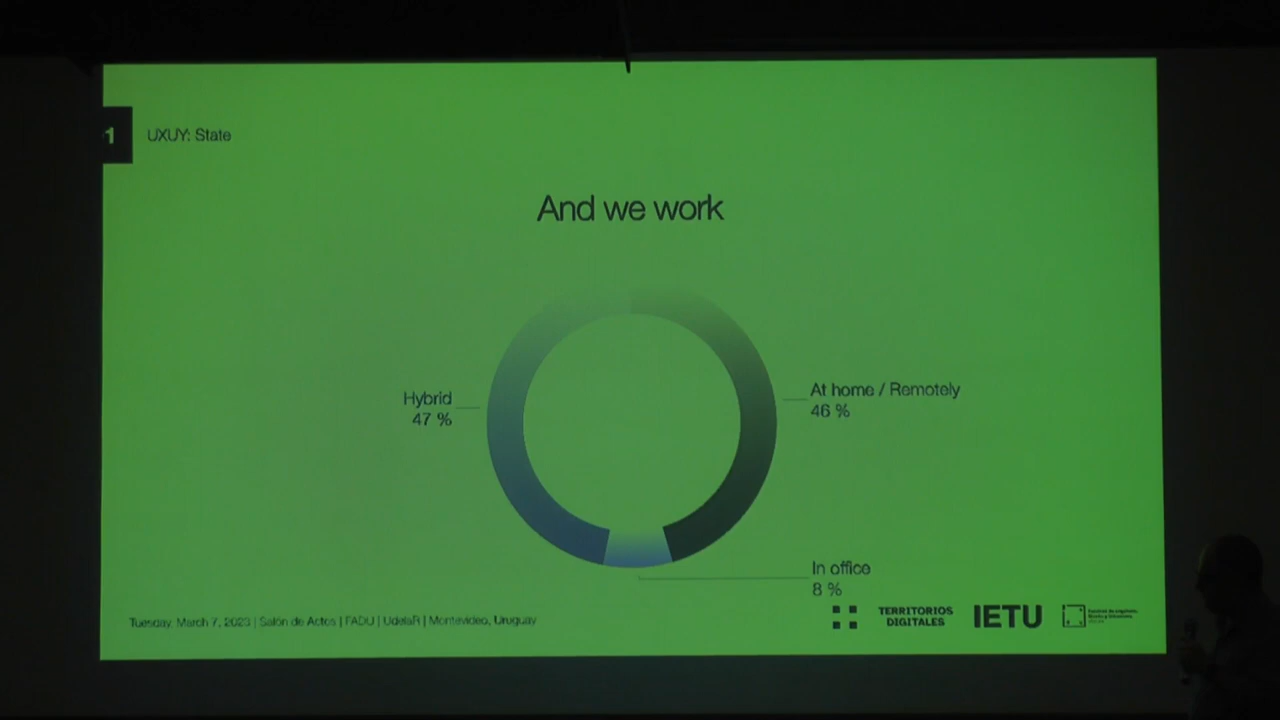 1
UXUY: State
And we work
Hybrid
47 %
At home / Remotely
46 %
In office
8 %
Tuesday, March 7, 2023 | Salón de Actos | FADU | UdelaR | Montevideo, Uruguay
TERRITORIOS
DIGITALES
IETU